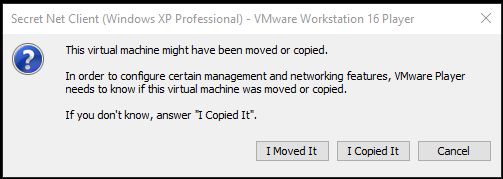 Secret Net Client (Windows XP Professional) - VMware Workstation 16 Player
This virtual machine might have been moved or copied.
In order to configure certain management and networking features, VMware Player
needs to know if this virtual machine was moved or copied.
If you don't know, answer "I Copied It".
I Moved It I Copied It Cancel